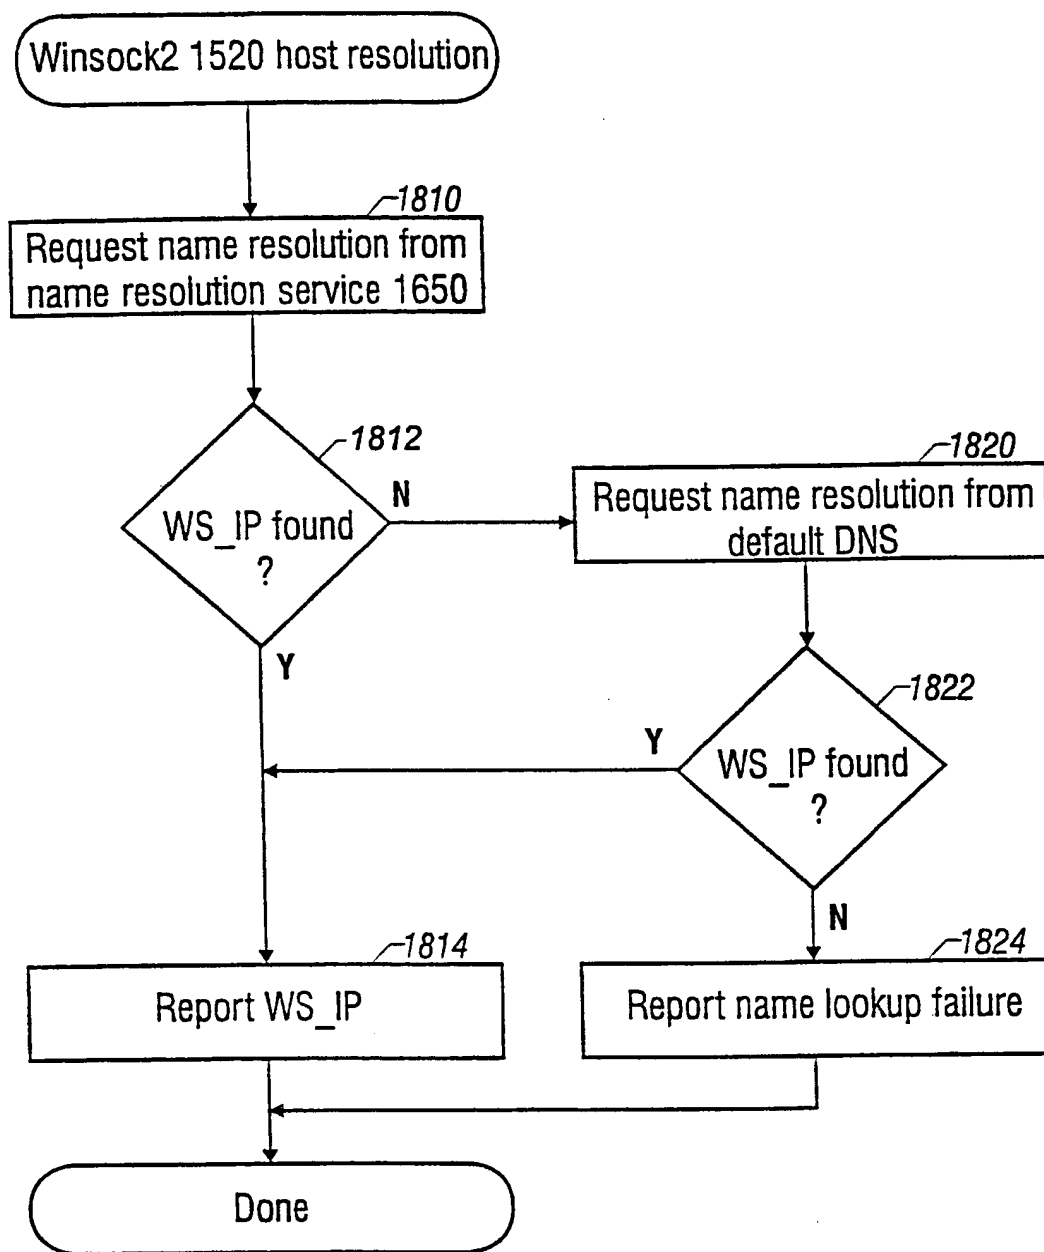 Winsock2 1520 host resolution
1810
Request name resolution from
name resolution service 1650
1812
WS_IP found
?
N
Y
1820
Request name resolution from
default DNS
1822
WS_IP found
?
Y
N
1814
Report WS_IP
1824
Report name lookup failure
Done